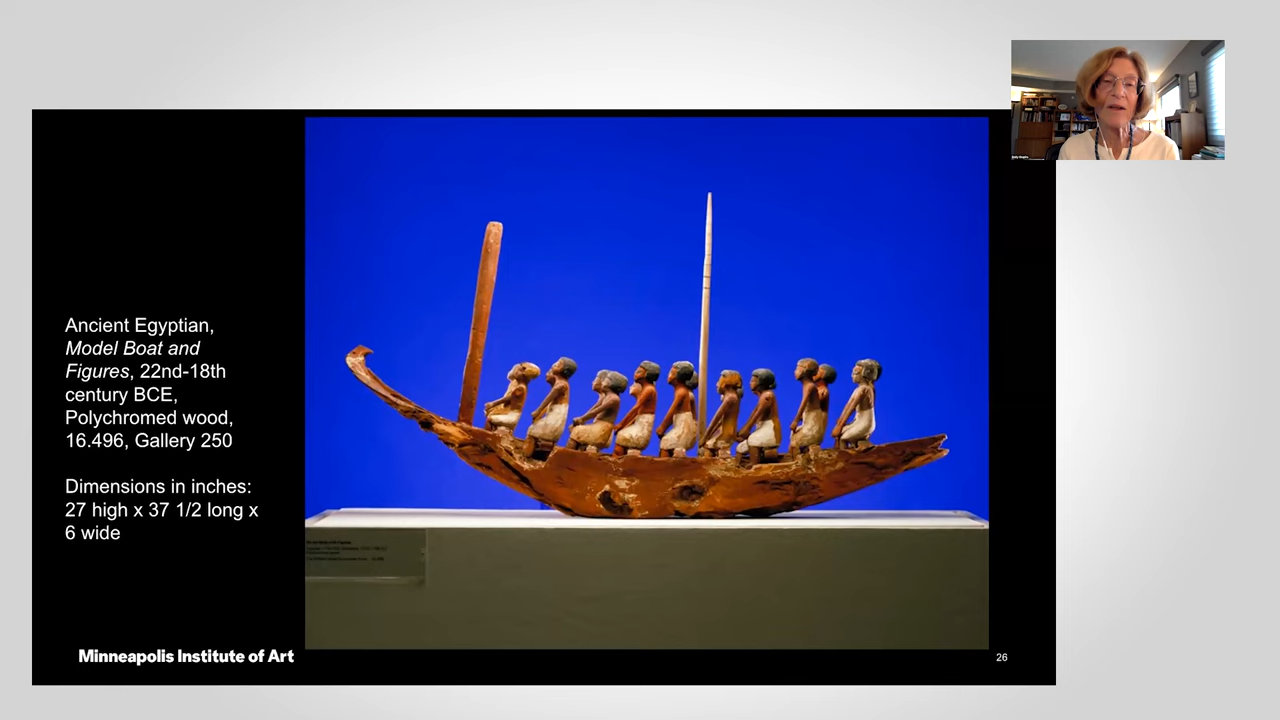 Ancient Egyptian,
Model Boat and
Figures, 22nd-18th
century BCE,
Polychromed wood,
16.496, Gallery 250
Dimensions in inches:
27 high x 37 1/2 long x
6 wide
Minneapolis Institute of Art
26